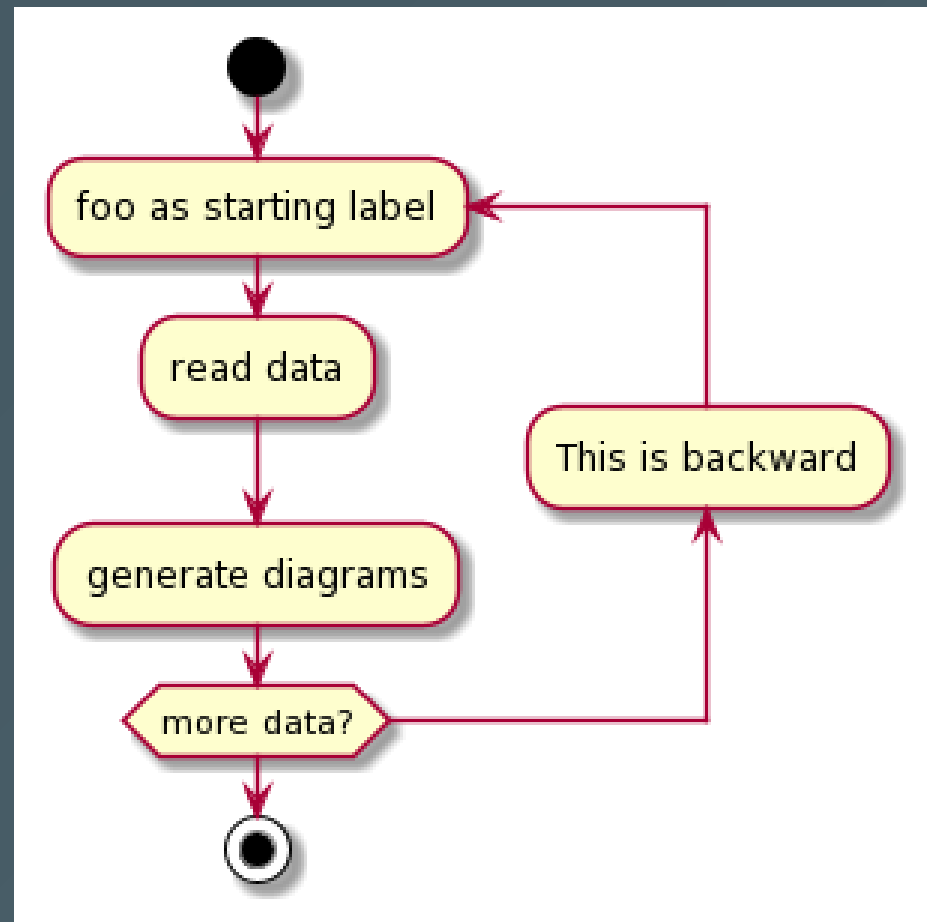 foo as starting label
read data
This is backward
generate diagrams
more data?